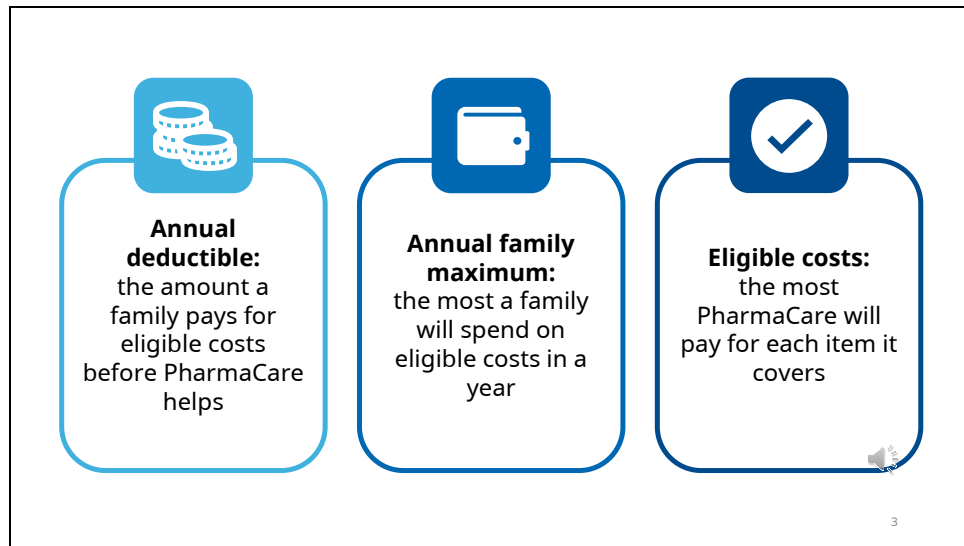 Annual
deductible:
the amount a
family pays for
eligible costs
before PharmaCare
helps
Annual family
maximum:
the most a family
will spend on
eligible costs in a
year
Eligible costs:
the most
PharmaCare will
pay for each item it
covers
3